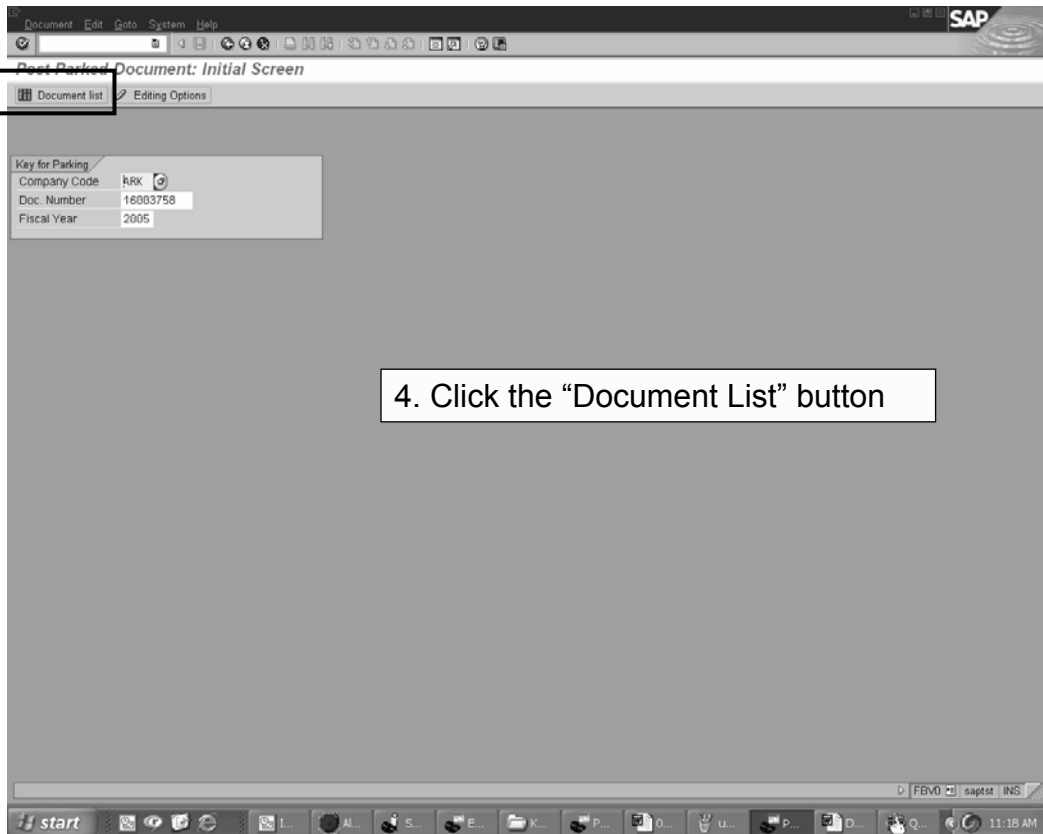 Document Edit Goto System Help
SAP
Post Parked Document: Initial Screen
Document list Editing Options
Key for Parking
Company Code ARK
Doc. Number 16003758
Fiscal Year 2005
4. Click the “Document List” button
FBV0 saptst INS
start I... Al... S... E... K... P... 0... u... P... D... Q... 11:18 AM